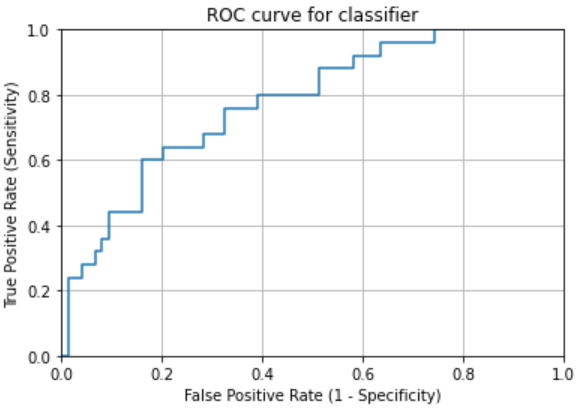 ROC curve for classifier
1.0
0.8
0.6
0.4
0.2
0.0
True Positive Rate (Sensitivity)
0.0 0.2 0.4 0.6 0.8 1.0
False Positive Rate (1 - Specificity)